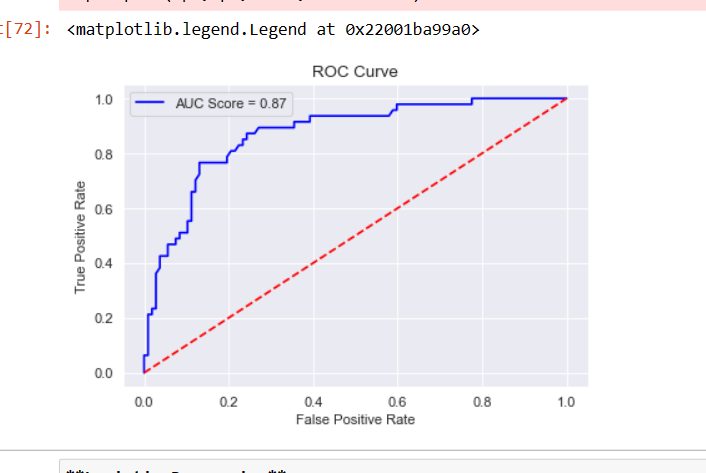 t[72]: <matplotlib.legend.Legend at 0x22001ba99a0>
ROC Curve
AUC Score = 0.87
True Positive Rate
1.0
0.8
0.6
0.4
0.2
0.0
0.0 0.2 0.4 0.6 0.8 1.0
False Positive Rate